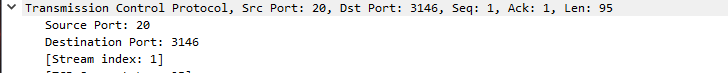 Transmission Control Protocol, Src Port: 20, Dst Port: 3146, Seq: 1, Ack: 1, Len: 95
Source Port: 20
Destination Port: 3146
[Stream index: 1]